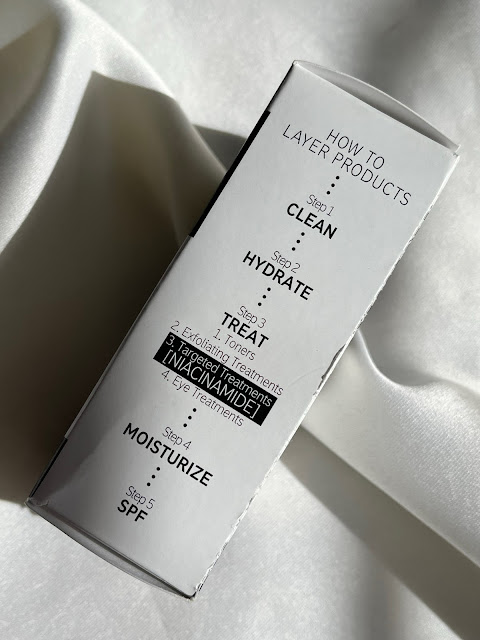 HOW TO
LAYER PRODUCTS
Step 1
CLEAN
Step 2
HYDRATE
Step 3
TREAT
1. Toners
2. Exfoliating Treatments
3. Targeted Treatments
[NIACINAMIDE]
4. Eye Treatments
Step 4
MOISTURIZE
Step 5
SPF